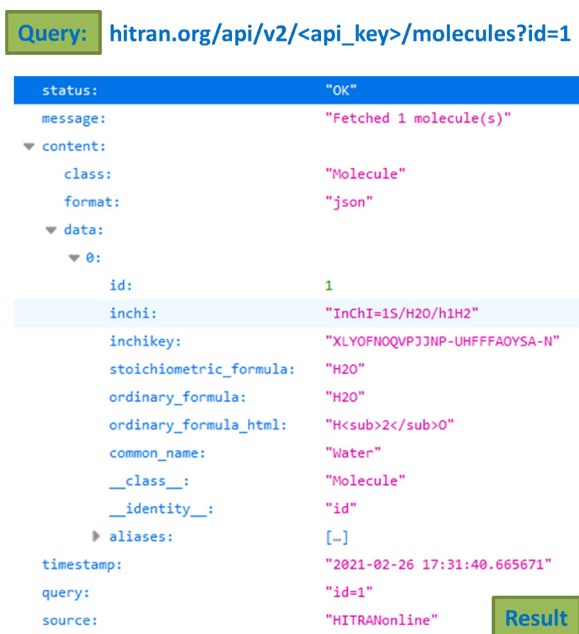 Query: hitran.org/api/v2/<api_key>/molecules?id=1
status: "OK"
message: "Fetched 1 molecule(s)"
content:
class: "Molecule"
format: "json"
data:
0:
id: 1
inchi: "InChI=1S/H2O/h1H2"
inchikey: "XLYOFNOQVPJJNP-UHFFFAOYSA-N"
stoichiometric_formula: "H2O"
ordinary_formula: "H2O"
ordinary_formula_html: "H<sub>2</sub>O"
common_name: "Water"
__class__: "Molecule"
__identity__: "id"
aliases: […]
timestamp: "2021-02-26 17:31:40.665671"
query: "id=1"
source: "HITRANonline"
Result